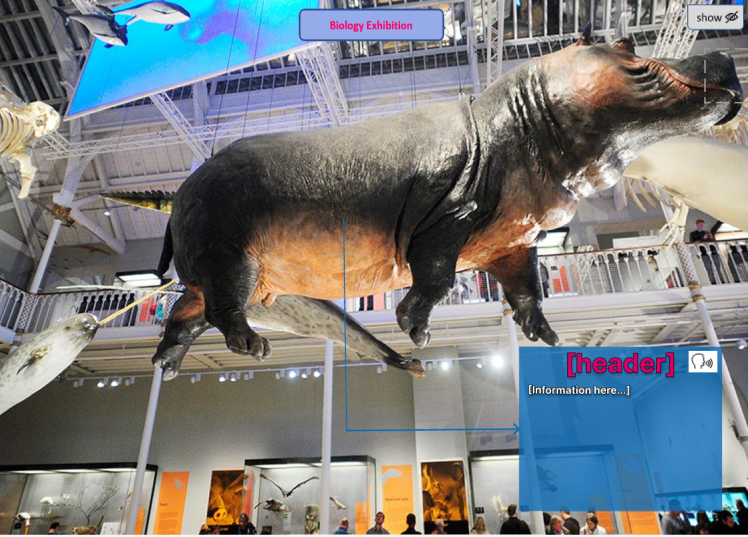 Biology Exhibition
show
[header]
[Information here...]